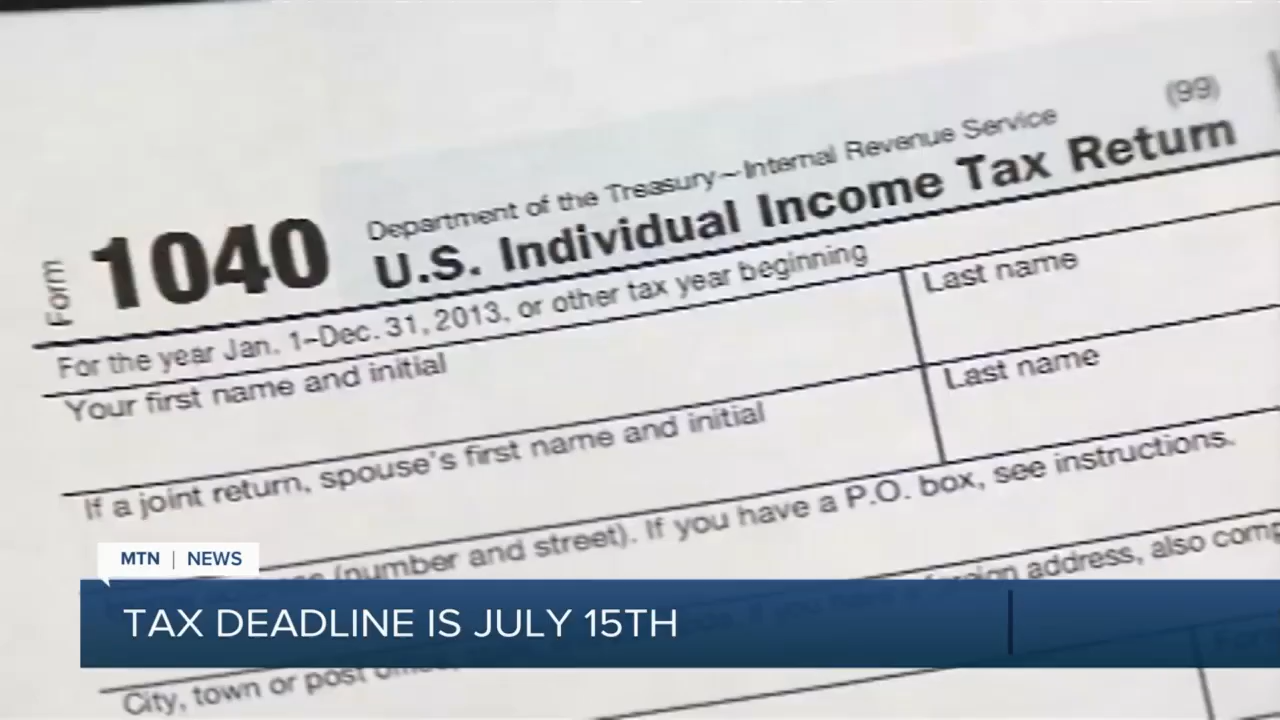 (99)
Department of the Treasury—Internal Revenue Service
Form 1040 U.S. Individual Income Tax Return
For the year Jan. 1–Dec. 31, 2013, or other tax year beginning
Your first name and initial
Last name
If a joint return, spouse's first name and initial
Last name
(number and street). If you have a P.O. box, see instructions.
foreign address, also
MTN | NEWS
TAX DEADLINE IS JULY 15TH
City, town or post